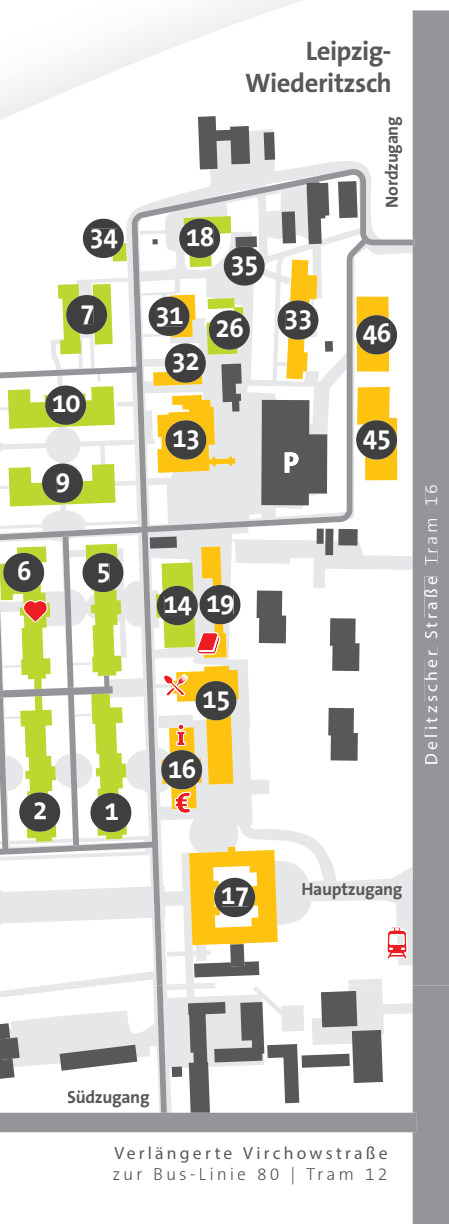 Leipzig-
Wiederitzsch
Nordzugang
34
18
35
7
31
26
33
46
32
10
13
45
P
9
6
5
14
19
15
i
16
€
2
1
17
Hauptzugang
Delitzscher Straße Tram 16
Südzugang
Verlängerte Virchowstraße
zur Bus-Linie 80 | Tram 12